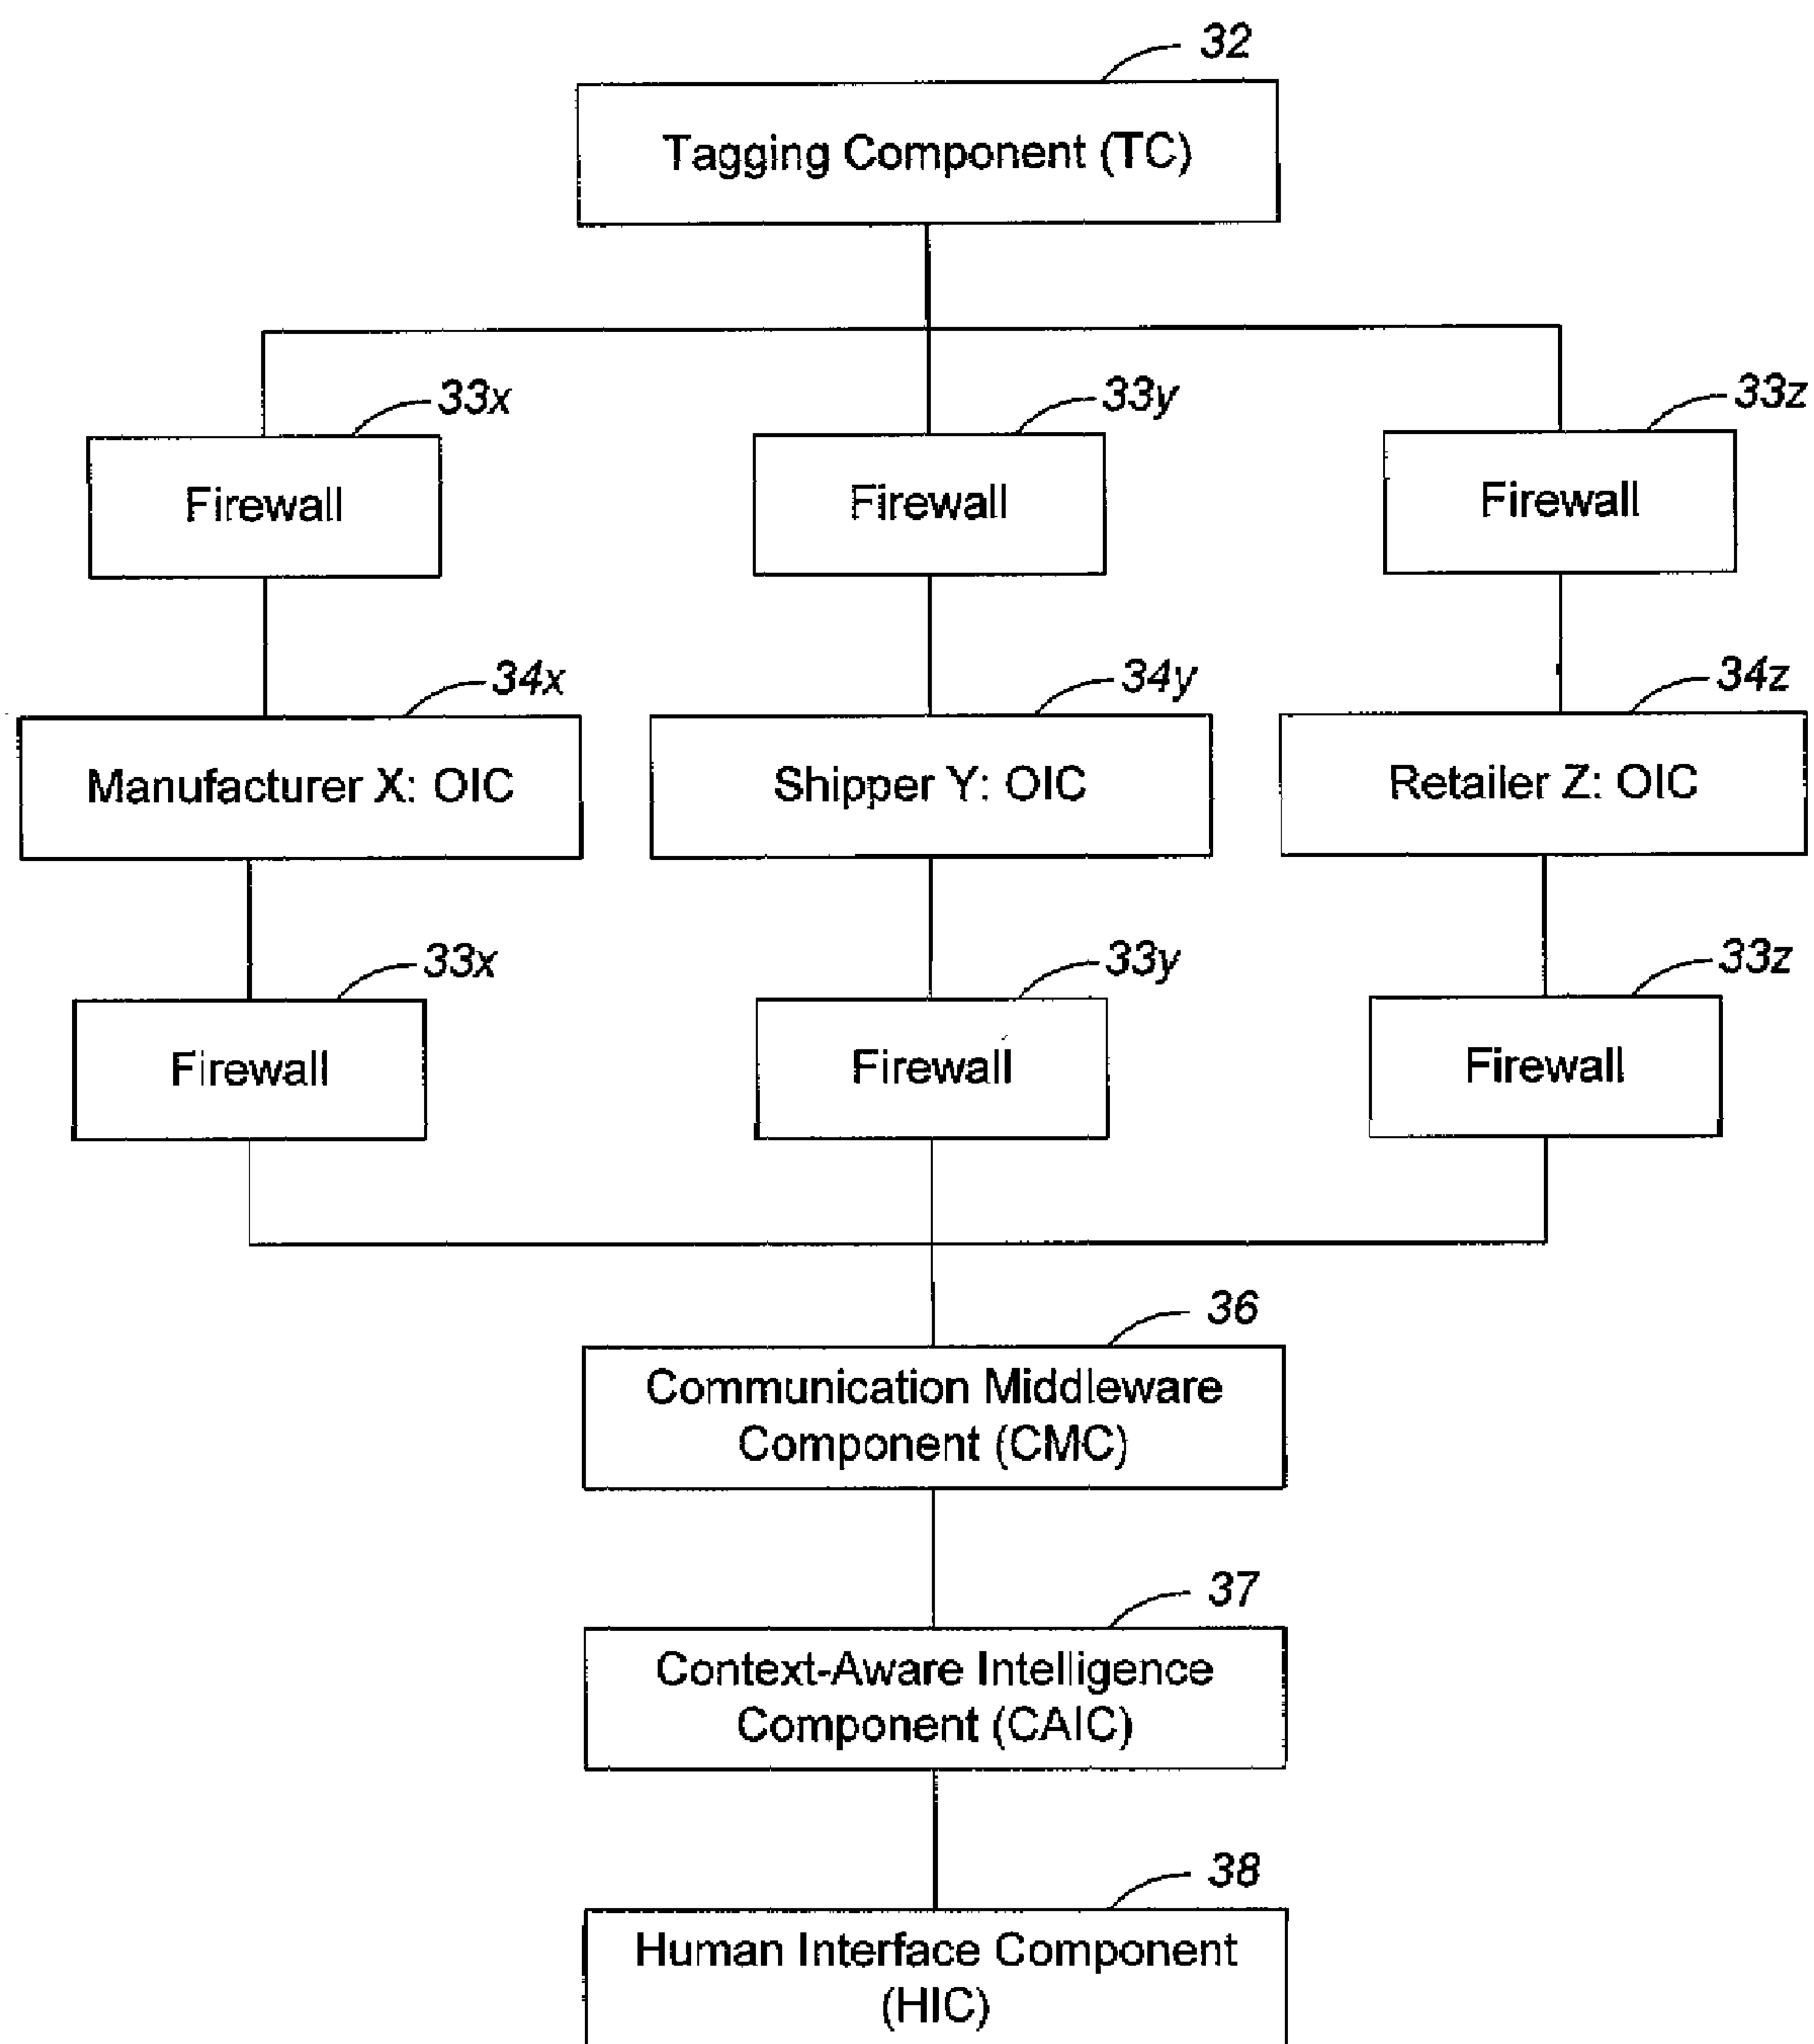 32
Tagging Component (TC)
33x
33y
33z
Firewall
Firewall
Firewall
34x
34y
34z
Manufacturer X: OIC
Shipper Y: OIC
Retailer Z: OIC
33x
33y
33z
Firewall
Firewall
Firewall
36
Communication Middleware
Component (CMC)
37
Context-Aware Intelligence
Component (CAIC)
38
Human Interface Component
(HIC)